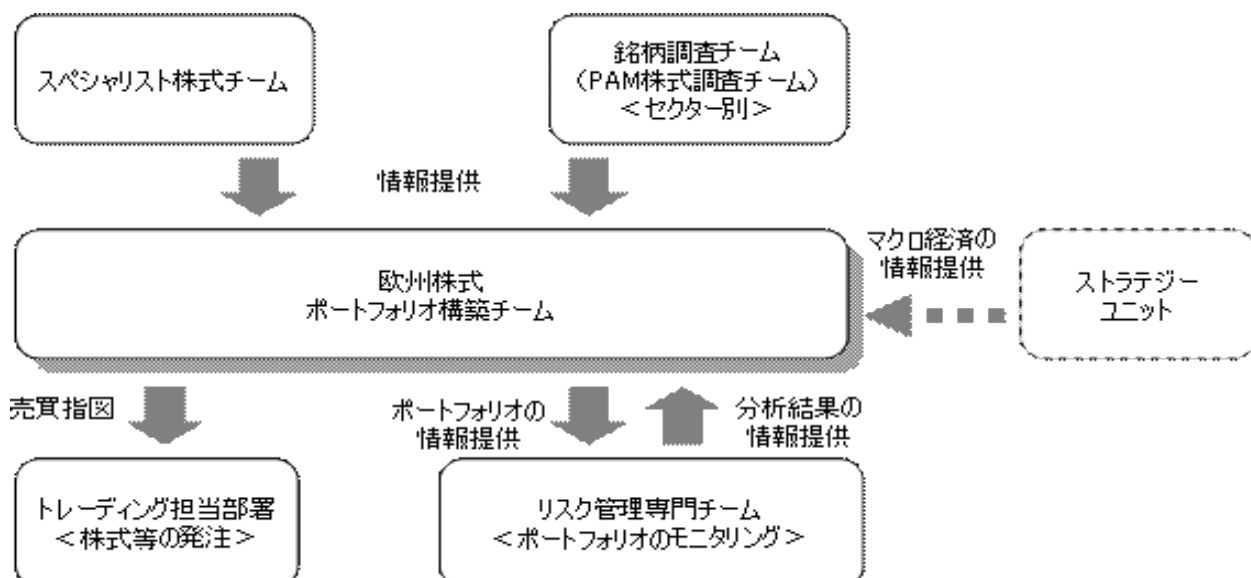 スペシャリスト株式チーム
銘柄調査チーム
（PAM株式調査チーム）
＜セクター別＞
情報提供
マクロ経済の
情報提供
欧州株式
ポートフォリオ構築チーム
ストラテジー
ユニット
売買指図
ポートフォリオの
情報提供
分析結果の
情報提供
トレーディング担当部署
＜株式等の発注＞
リスク管理専門チーム
＜ポートフォリオのモニタリング＞